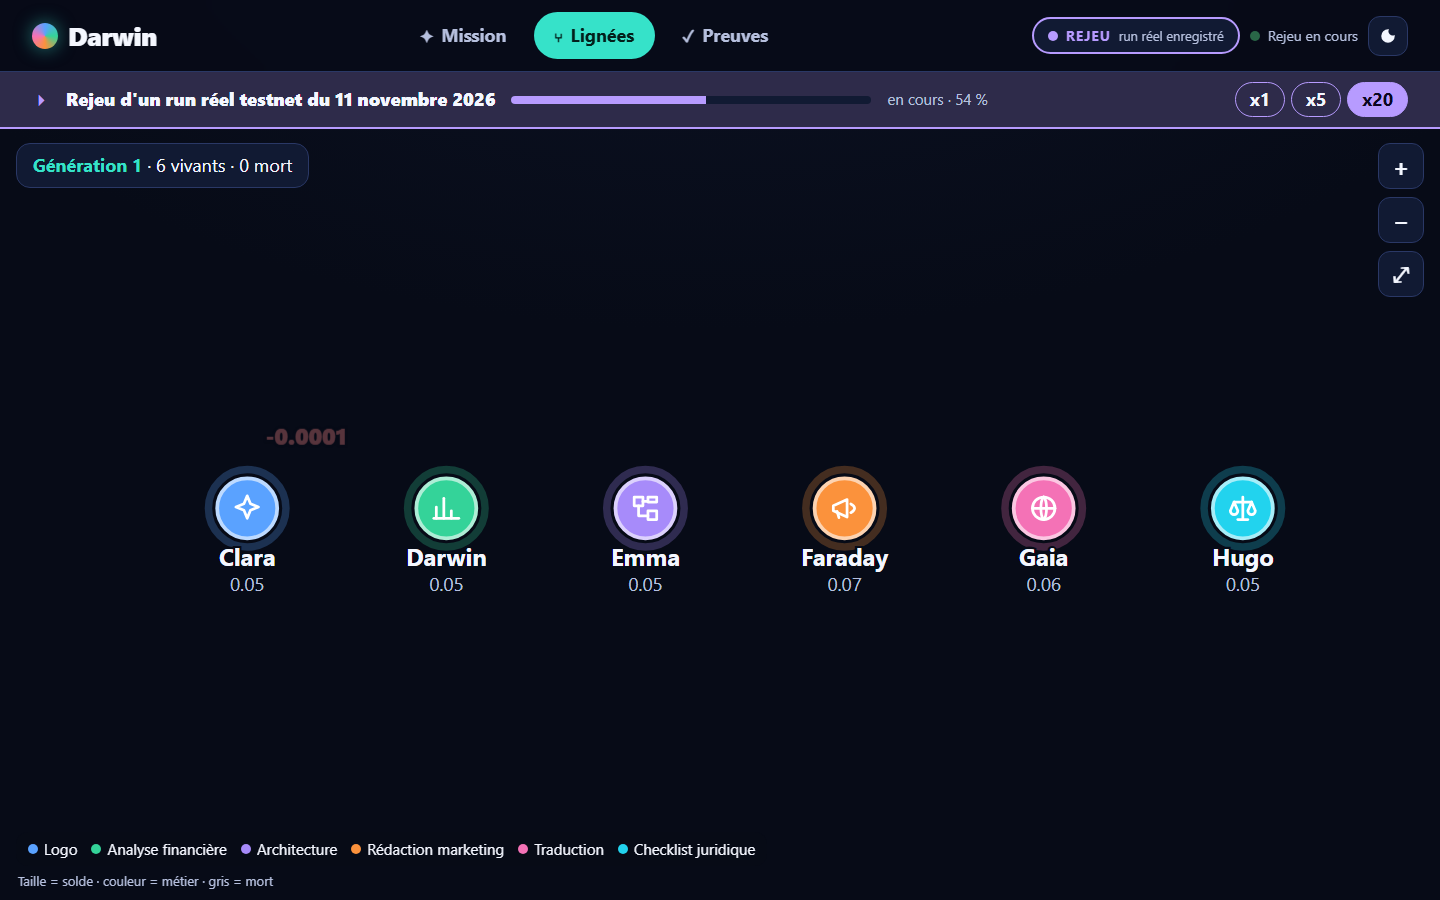 Darwin
Mission
Lignées
Preuves
REJEU run réel enregistré
Rejeu en cours
Rejeu d'un run réel testnet du 11 novembre 2026
en cours · 54 %
x1
x5
x20
Génération 1 · 6 vivants · 0 mort
+
−
-0.0001
Clara
0.05
Darwin
0.05
Emma
0.05
Faraday
0.07
Gaia
0.06
Hugo
0.05
Logo
Analyse financière
Architecture
Rédaction marketing
Traduction
Checklist juridique
Taille = solde · couleur = métier · gris = mort